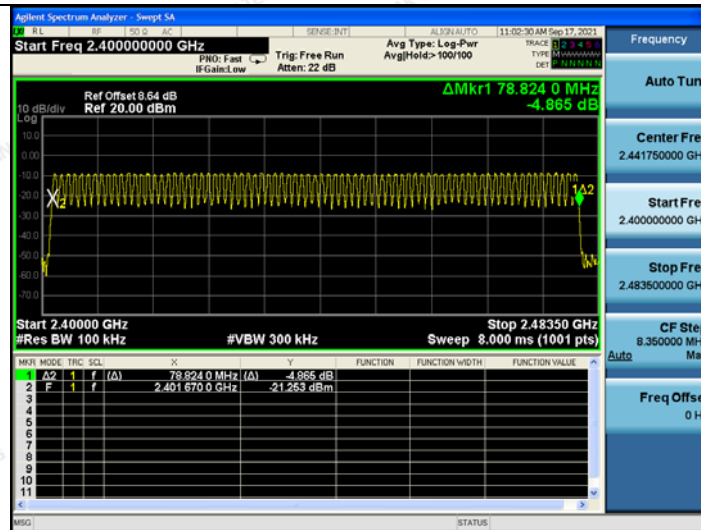 Agilent Spectrum Analyzer - Swept SA
RL RF 50 Ω AC SENSE:INT ALIGN AUTO 11:02:30 AM Sep 17, 2021
Start Freq 2.400000000 GHz
PNO: Fast
IFGain:Low
Trig: Free Run
Atten: 22 dB
Avg Type: Log-Pwr
Avg|Hold:>100/100
TRACE 1 2 3 4 5 6
TYPE M
DET P N N N N N
Ref Offset 8.64 dB
Ref 20.00 dBm
10 dB/div
Log
ΔMkr1 78.824 0 MHz
-4.865 dB
10.0
0.00
-10.0
-20.0
-30.0
-40.0
-50.0
-60.0
-70.0
2
1Δ2
Start 2.40000 GHz
#Res BW 100 kHz
#VBW 300 kHz
Stop 2.48350 GHz
Sweep 8.000 ms (1001 pts)
MKR MODE TRC SCL X Y FUNCTION FUNCTION WIDTH FUNCTION VALUE
1 Δ2 1 f (Δ) 78.824 0 MHz (Δ) -4.865 dB
2 F 1 f 2.401 670 0 GHz -21.253 dBm
3
4
5
6
7
8
9
10
11
MSG STATUS
Frequency
Auto Tun
Center Fre
2.441750000 GH
Start Fre
2.400000000 GH
Stop Fre
2.483500000 GH
CF Ste
8.350000 MH
Auto Ma
Freq Offse
0 H